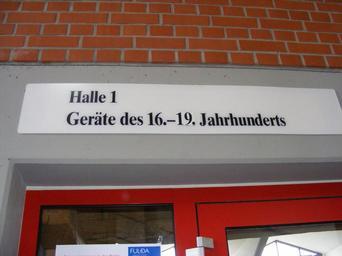 Halle 1
Geräte des 16.–19. Jahrhunderts
FULDA